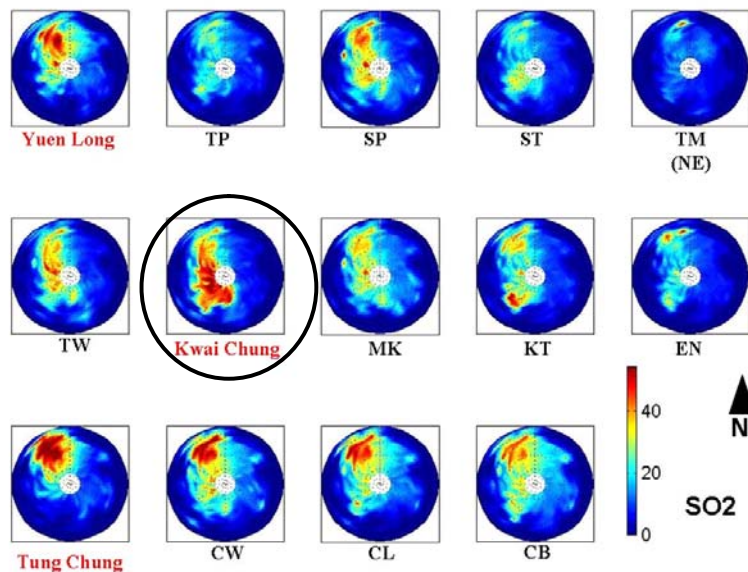 Yuen Long TP SP ST TM
(NE)
TW Kwai Chung MK KT EN
40
20
0
N
SO2
Tung Chung CW CL CB